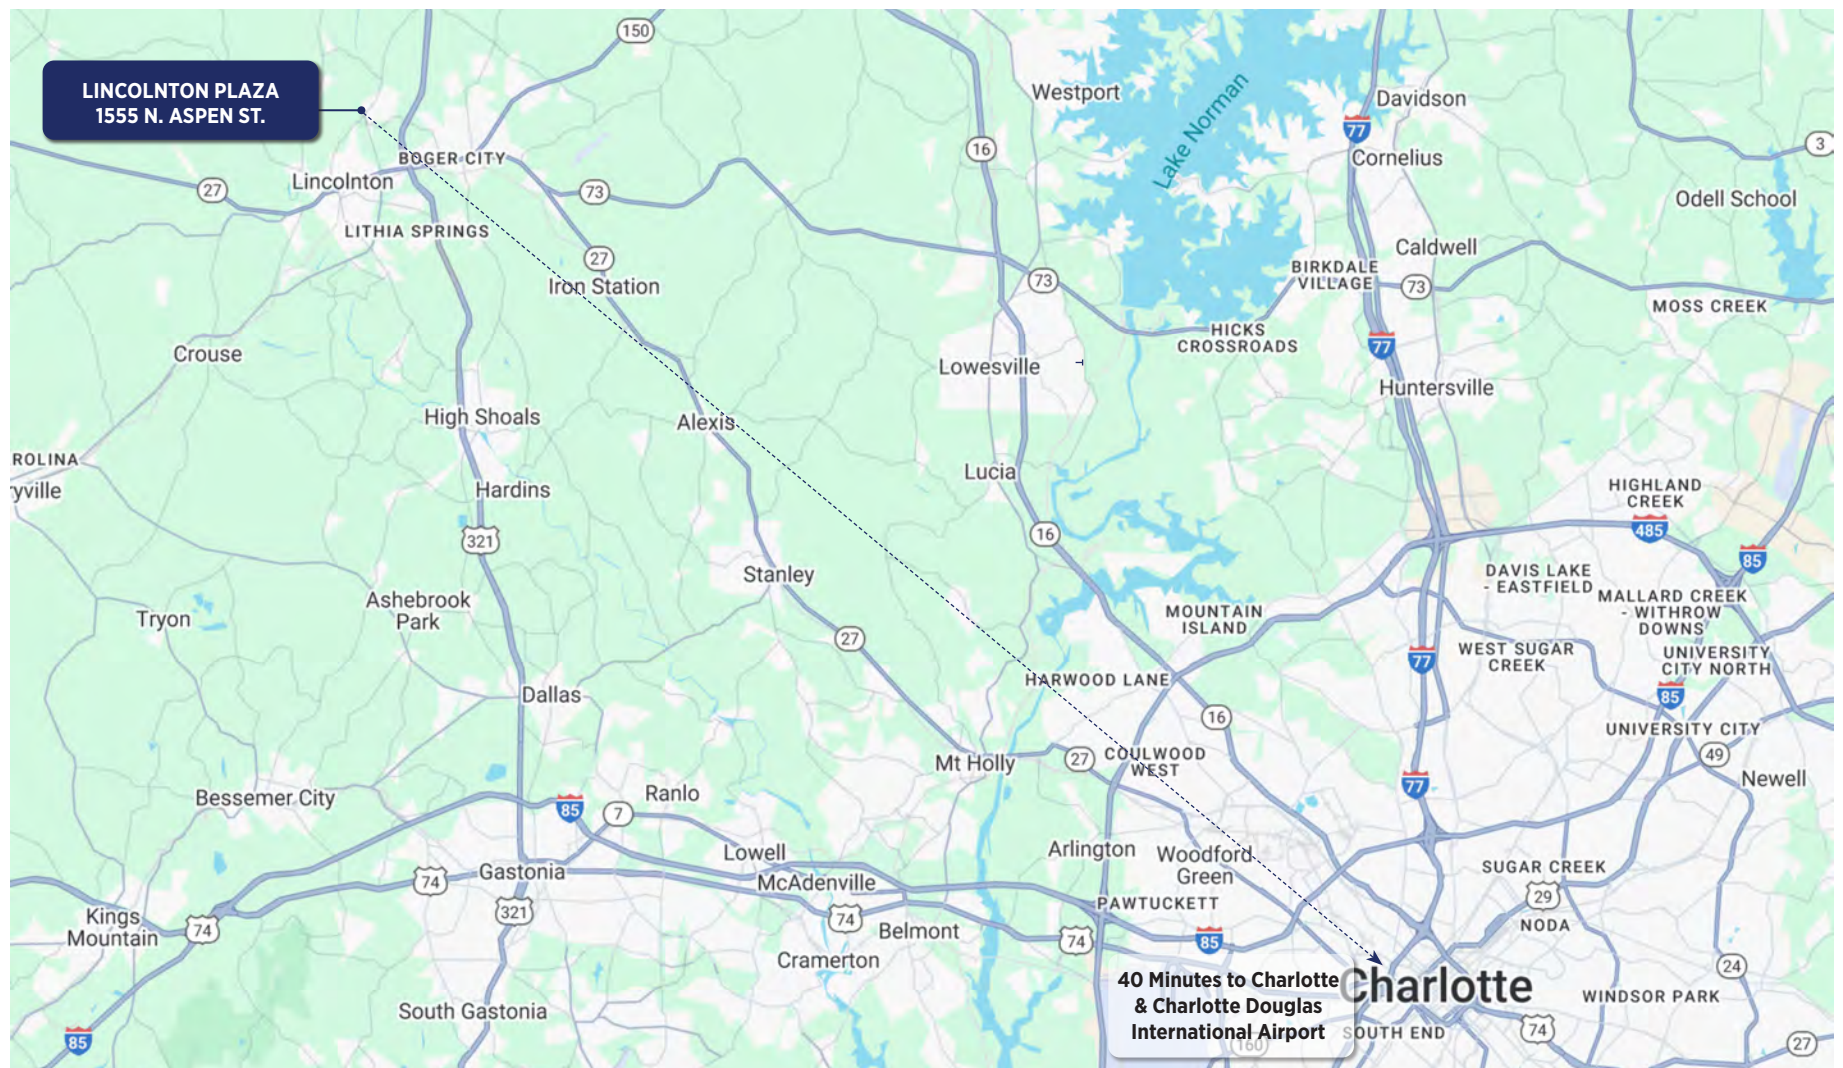 150
LINCOLNTON PLAZA
1555 N. ASPEN ST.
Westport
Davidson
Lake Norman
77
16
3
BOGER CITY
Cornelius
Lincolnton
27
73
Odell School
LITHIA SPRINGS
27
Caldwell
Iron Station
73
BIRKDALE
VILLAGE
73
MOSS CREEK
HICKS
CROSSROADS
77
Crouse
Lowesville
Huntersville
High Shoals
Alexis
ROLINA
Lucia
ryville
Hardins
HIGHLAND
CREEK
321
16
485
85
Stanley
DAVIS LAKE
- EASTFIELD
Ashebrook
Park
MALLARD CREEK
- WITHROW
DOWNS
Tryon
MOUNTAIN
ISLAND
27
WEST SUGAR
CREEK
77
UNIVERSITY
CITY NORTH
HARWOOD LANE
Dallas
85
16
UNIVERSITY CITY
Mt Holly
27
COULWOOD
WEST
49
Newell
77
Bessemer City
Ranlo
85
7
Lowell
Arlington
Woodford
Green
Gastonia
74
McAdenville
SUGAR CREEK
29
321
74
PAWTUCKETT
Kings
Mountain
74
Belmont
74
85
NODA
Cramerton
24
40 Minutes to Charlotte
& Charlotte Douglas
International Airport
Charlotte
WINDSOR PARK
South Gastonia
SOUTH END
74
85
160
27